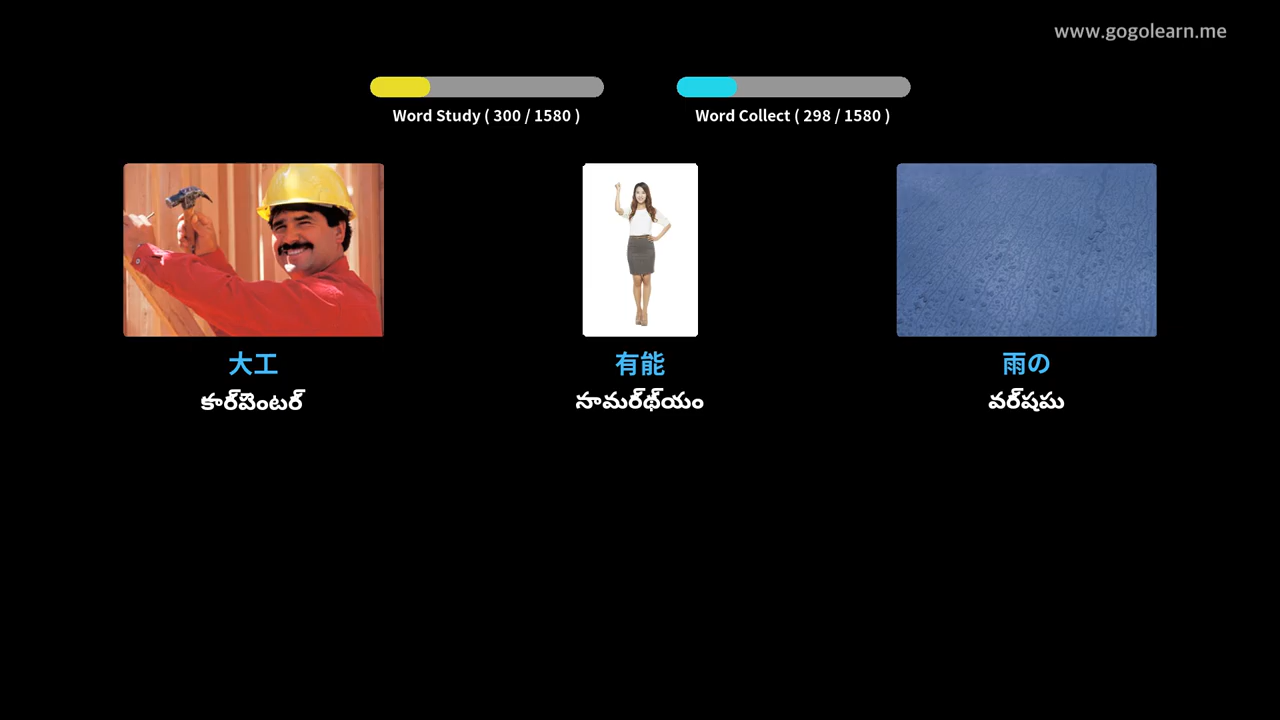 www.gogolearn.me
Word Study ( 300 / 1580 )
Word Collect ( 298 / 1580 )
大工
有能
雨の
కార్‌పెంటర్
నామర్‌థ్‌యం
వర్‌షపు